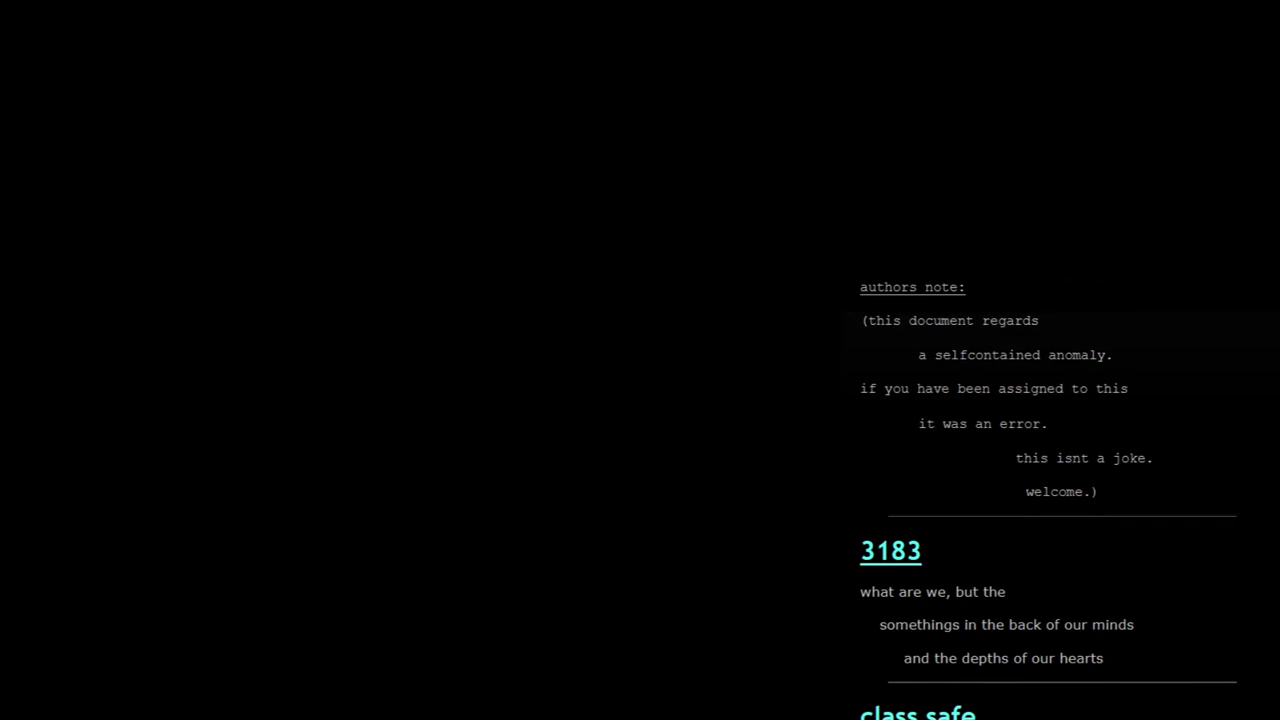 authors note:
(this document regards
a selfcontained anomaly.
if you have been assigned to this
it was an error.
this isnt a joke.
welcome.)
3183
what are we, but the
somethings in the back of our minds
and the depths of our hearts
class safe